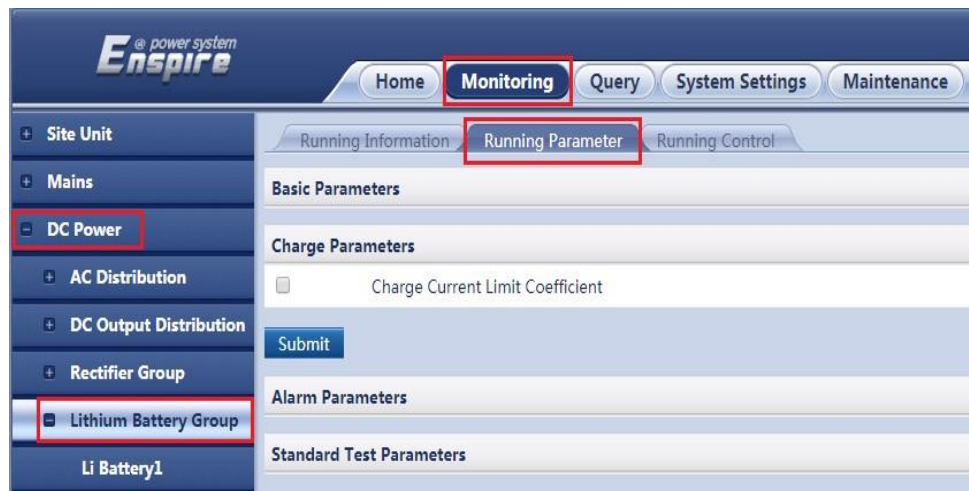 @ power system
Enspire
Home Monitoring Query System Settings Maintenance
Site Unit
Mains
DC Power
AC Distribution
DC Output Distribution
Rectifier Group
Lithium Battery Group
Li Battery1
Running Information Running Parameter Running Control
Basic Parameters
Charge Parameters
Charge Current Limit Coefficient
Submit
Alarm Parameters
Standard Test Parameters